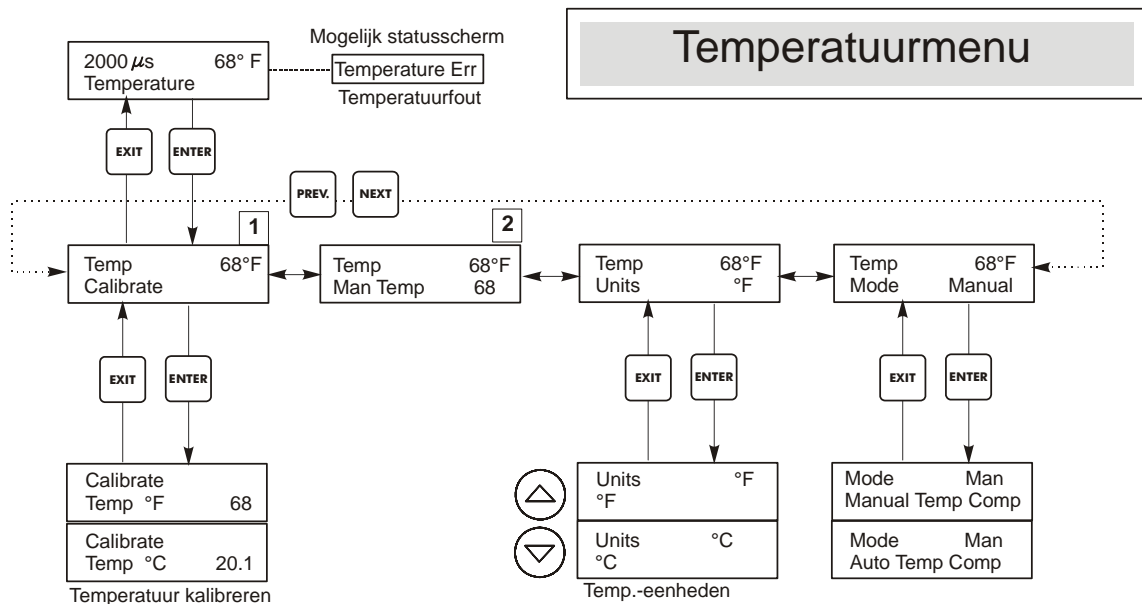 Temperatuurmenu
Mogelijk statusscherm
2000 μs 68° F
Temperature
Temperature Err
Temperatuurfout
EXIT ENTER
PREV. NEXT
1
2
Temp 68°F
Calibrate
Temp 68°F
Man Temp 68
Temp 68°F
Units °F
Temp 68°F
Mode Manual
EXIT ENTER
EXIT ENTER
EXIT ENTER
Calibrate
Temp °F 68
Calibrate
Temp °C 20.1
Temperatuur kalibreren
Units °F
°F
Units °C
°C
Temp.-eenheden
Mode Man
Manual Temp Comp
Mode Man
Auto Temp Comp